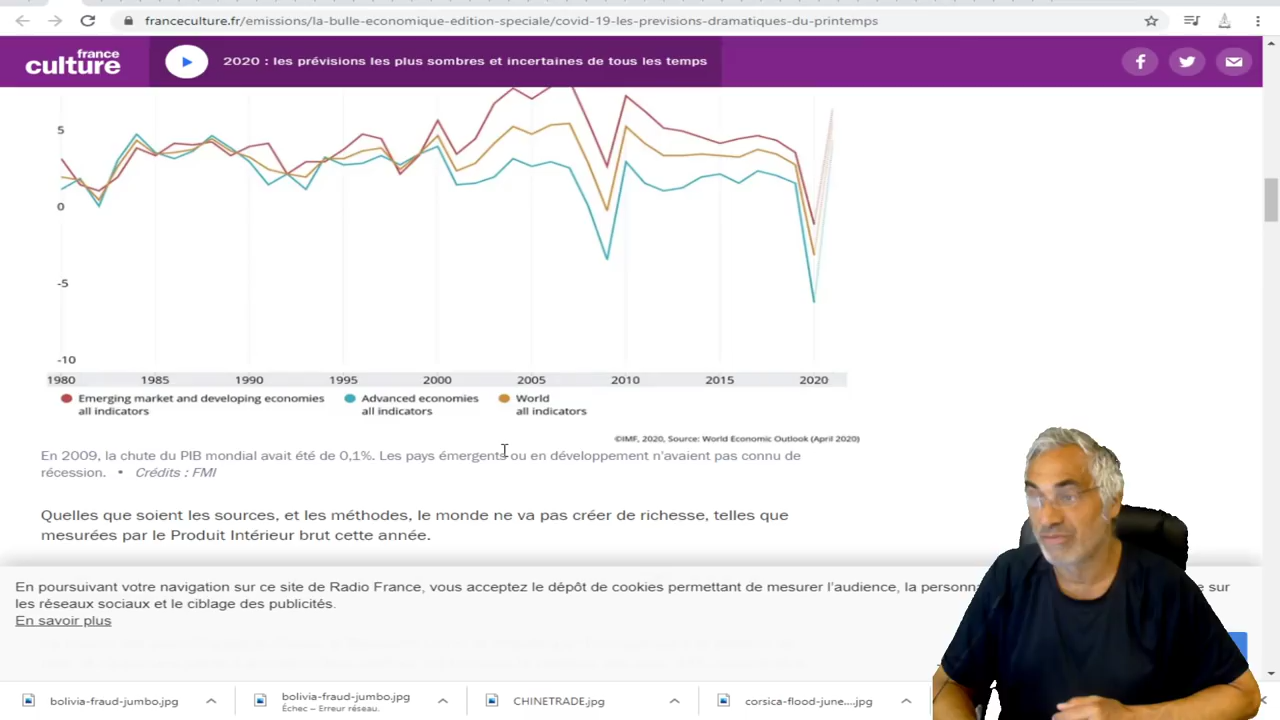 franceculture.fr/emissions/la-bulle-economique-edition-speciale/covid-19-les-previsions-dramatiques-du-printemps
france
culture
2020 : les prévisions les plus sombres et incertaines de tous les temps
5
0
-5
-10
1980 1985 1990 1995 2000 2005 2010 2015 2020
Emerging market and developing economies
all indicators
Advanced economies
all indicators
World
all indicators
©IMF, 2020, Source: World Economic Outlook (April 2020)
En 2009, la chute du PIB mondial avait été de 0,1%. Les pays émergents ou en développement n'avaient pas connu de
récession. • Crédits : FMI
Quelles que soient les sources, et les méthodes, le monde ne va pas créer de richesse, telles que
mesurées par le Produit Intérieur brut cette année.
En poursuivant votre navigation sur ce site de Radio France, vous acceptez le dépôt de cookies permettant de mesurer l'audience, la sur
les réseaux sociaux et le ciblage des publicités.
En savoir plus
bolivia-fraud-jumbo.jpg
bolivia-fraud-jumbo.jpg
Échec – Erreur réseau.
CHINETRADE.jpg
corsica-flood-june....jpg